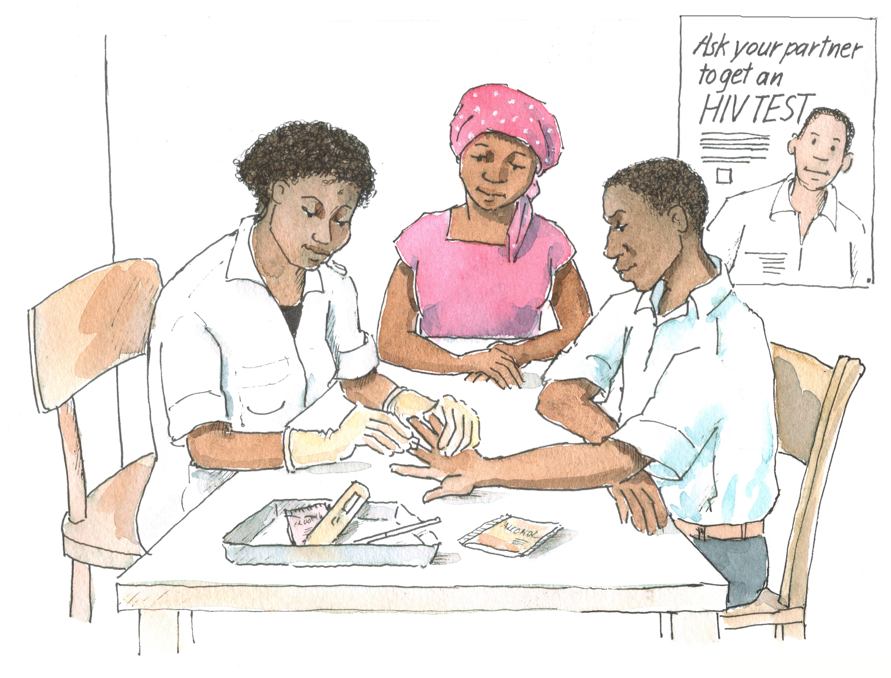 Ask your partner
to get an
HIV TEST
ALCOHOL